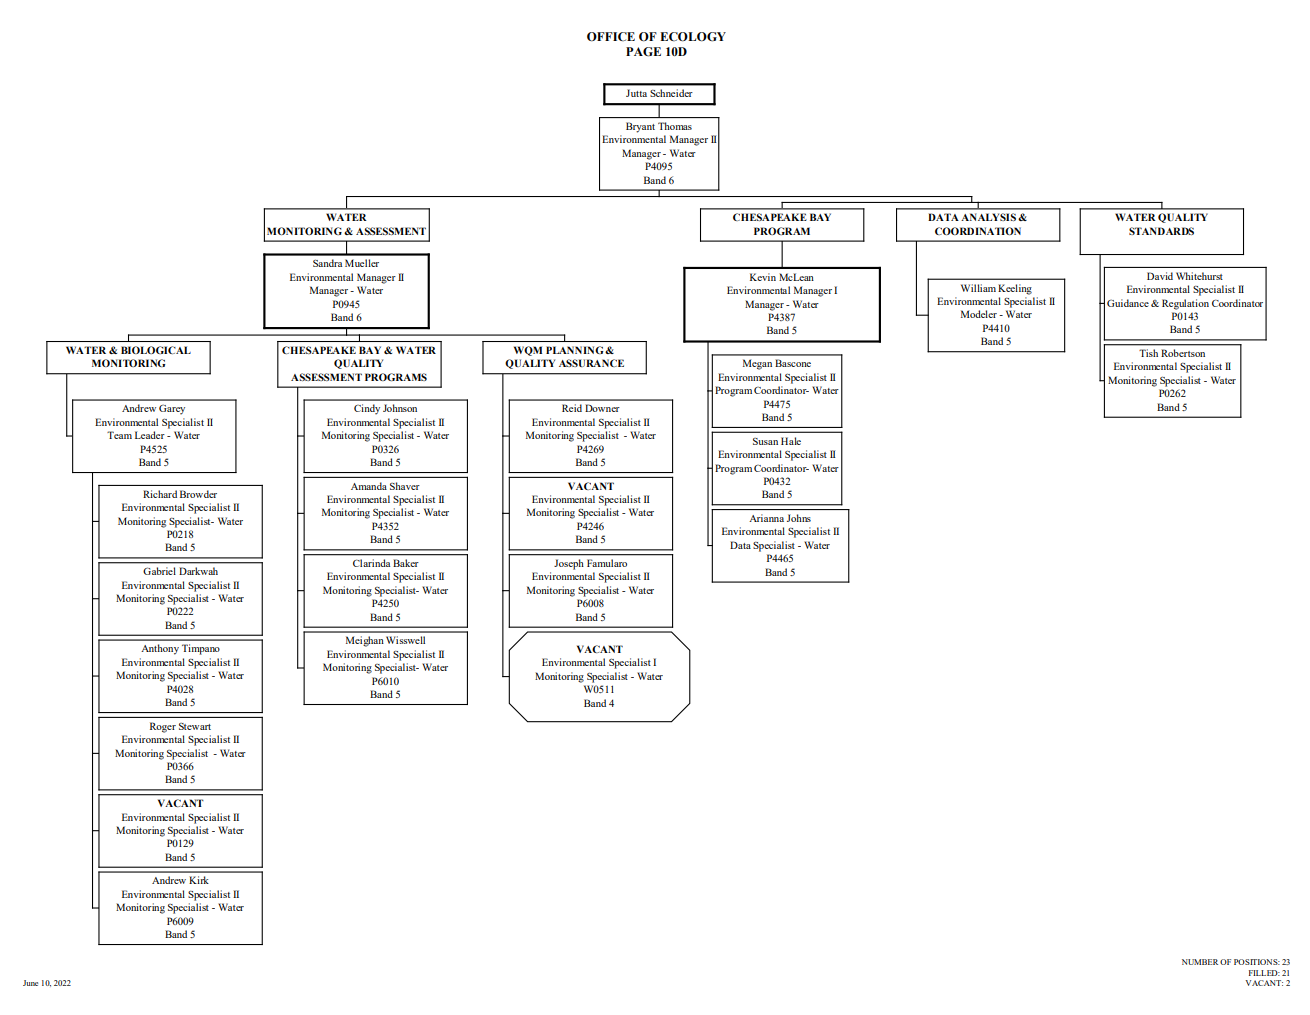 OFFICE OF ECOLOGY
PAGE 10D
Jutta Schneider
Bryant Thomas
Environmental Manager II
Manager - Water
P4095
Band 6
WATER
MONITORING & ASSESSMENT
Sandra Mueller
Environmental Manager II
Manager - Water
P0945
Band 6
WATER & BIOLOGICAL
MONITORING
Andrew Garey
Environmental Specialist II
Team Leader - Water
P4525
Band 5
Richard Browder
Environmental Specialist II
Monitoring Specialist- Water
P0218
Band 5
Gabriel Darkwah
Environmental Specialist II
Monitoring Specialist - Water
P0222
Band 5
Anthony Timpano
Environmental Specialist II
Monitoring Specialist - Water
P4028
Band 5
Roger Stewart
Environmental Specialist II
Monitoring Specialist - Water
P0366
Band 5
VACANT
Environmental Specialist II
Monitoring Specialist - Water
P0129
Band 5
Andrew Kirk
Environmental Specialist II
Monitoring Specialist - Water
P6009
Band 5
CHESAPEAKE BAY & WATER
QUALITY
ASSESSMENT PROGRAMS
Cindy Johnson
Environmental Specialist II
Monitoring Specialist - Water
P0326
Band 5
Amanda Shaver
Environmental Specialist II
Monitoring Specialist - Water
P4352
Band 5
Clarinda Baker
Environmental Specialist II
Monitoring Specialist- Water
P4250
Band 5
Meighan Wisswell
Environmental Specialist II
Monitoring Specialist- Water
P6010
Band 5
WQM PLANNING &
QUALITY ASSURANCE
Reid Downer
Environmental Specialist II
Monitoring Specialist - Water
P4269
Band 5
VACANT
Environmental Specialist II
Monitoring Specialist - Water
P4246
Band 5
Joseph Famularo
Environmental Specialist II
Monitoring Specialist - Water
P6008
Band 5
VACANT
Environmental Specialist I
Monitoring Specialist - Water
W0511
Band 4
CHESAPEAKE BAY
PROGRAM
Kevin McLean
Environmental Manager I
Manager - Water
P4387
Band 5
Megan Bascone
Environmental Specialist II
Program Coordinator- Water
P4475
Band 5
Susan Hale
Environmental Specialist II
Program Coordinator- Water
P0432
Band 5
Arianna Johns
Environmental Specialist II
Data Specialist - Water
P4465
Band 5
DATA ANALYSIS &
COORDINATION
William Keeling
Environmental Specialist II
Modeler - Water
P4410
Band 5
WATER QUALITY
STANDARDS
David Whitehurst
Environmental Specialist II
Guidance & Regulation Coordinator
P0143
Band 5
Tish Robertson
Environmental Specialist II
Monitoring Specialist - Water
P0262
Band 5
NUMBER OF POSITIONS: 23
FILLED: 21
VACANT: 2
June 10, 2022